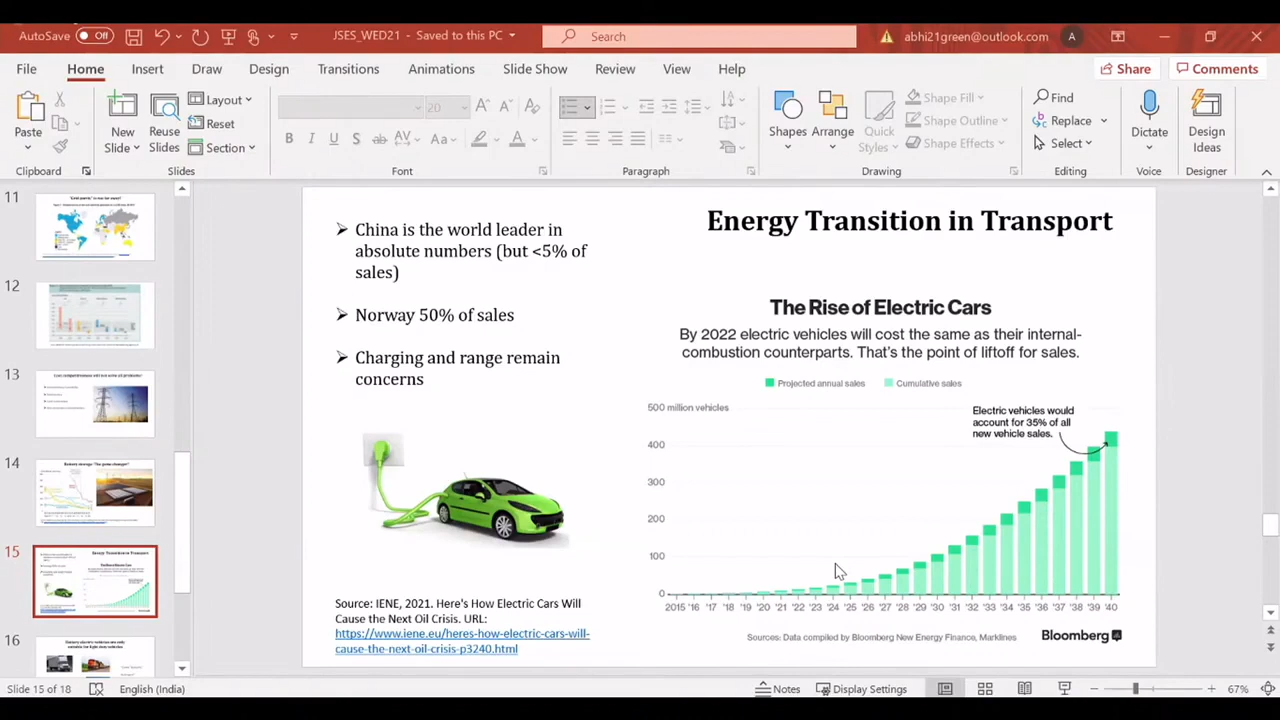 AutoSave Off JSES_WED21 - Saved to this PC Search abhi21green@outlook.com A
File Home Insert Draw Design Transitions Animations Slide Show Review View Help Share Comments
Paste
Clipboard
New
Slide
Reuse
Slides
Layout
Reset
Section
Slides
20
B I U S ab AV Aa A
Font
Paragraph
Shapes
Arrange
Quick
Styles
Shape Fill
Shape Outline
Shape Effects
Drawing
Find
Replace
Select
Editing
Dictate
Voice
Design
Ideas
Designer
11
12
13
14
15
Energy Transition in Transport
16
China is the world leader in
absolute numbers (but <5% of
sales)
Norway 50% of sales
Charging and range remain
concerns
Source: IENE, 2021. Here's How Electric Cars Will
Cause the Next Oil Crisis. URL:
https://www.iene.eu/heres-how-electric-cars-will-
cause-the-next-oil-crisis-p3240.html
Energy Transition in Transport
The Rise of Electric Cars
By 2022 electric vehicles will cost the same as their internal-
combustion counterparts. That's the point of liftoff for sales.
Projected annual sales Cumulative sales
500 million vehicles
Electric vehicles would
account for 35% of all
new vehicle sales.
400
300
200
100
0
2015 '16 '17 '18 '19 '20 '21 '22 '23 '24 '25 '26 '27 '28 '29 '30 '31 '32 '33 '34 '35 '36 '37 '38 '39 '40
Sources: Data compiled by Bloomberg New Energy Finance, Marklines
Bloomberg
Slide 15 of 18 English (India) Notes Display Settings 67%